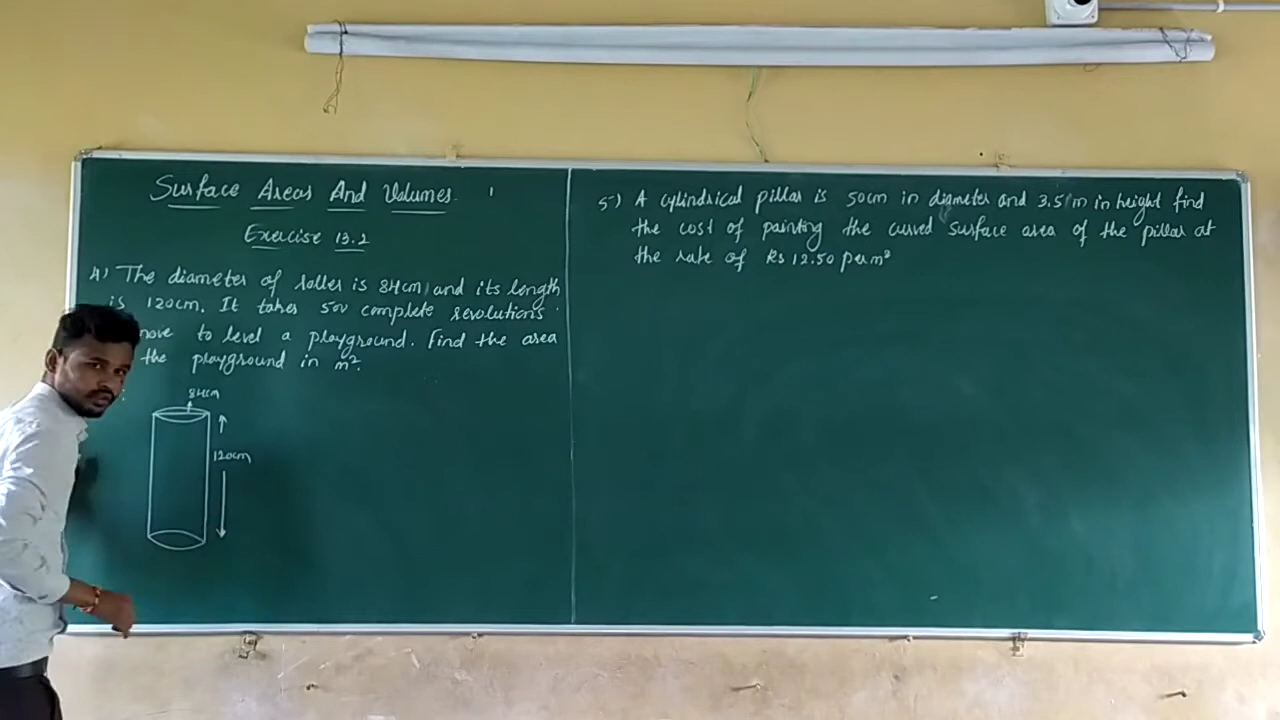 Surface Areas And Volumes
Exercise 13.2
4) The diameter of roller is 84cm, and its length
is 120cm. It takes 500 complete revolutions
move to level a playground. Find the area
the playground in m².
84cm
120cm
5) A cylindrical pillar is 50cm in diameter and 3.5 m in height find
the cost of painting the curved surface area of the pillar at
the rate of Rs 12.50 per m²